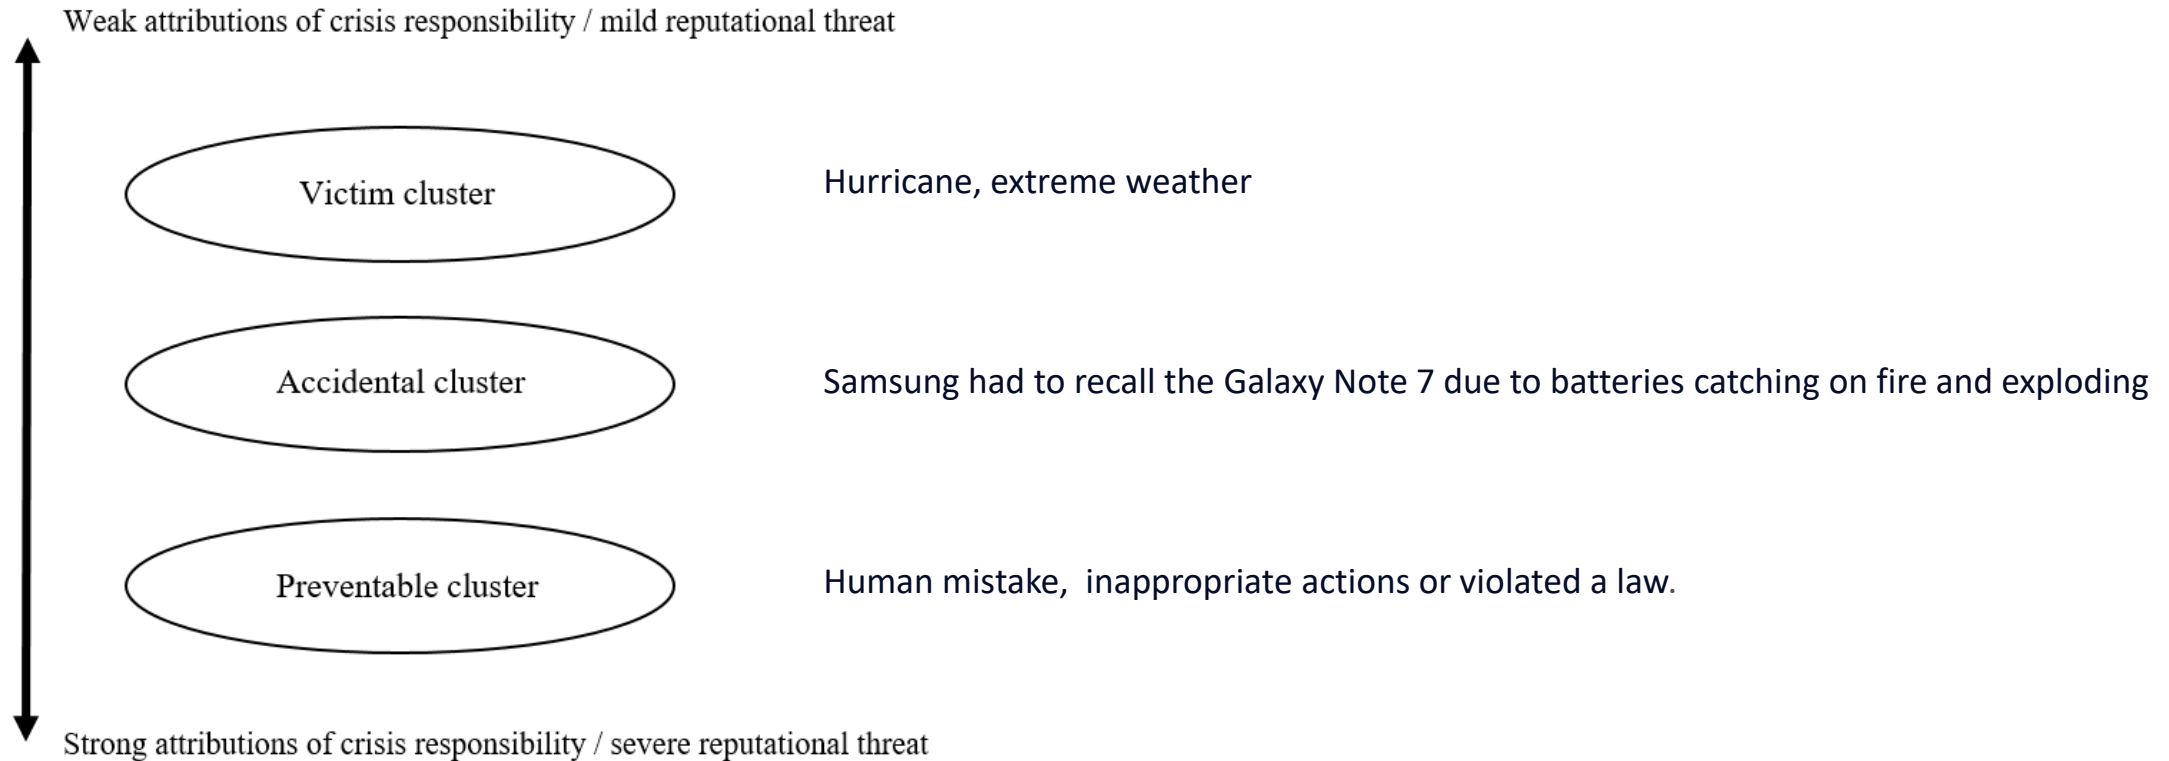 Weak attributions of crisis responsibility / mild reputational threat
Victim cluster
Hurricane, extreme weather
Accidental cluster
Samsung had to recall the Galaxy Note 7 due to batteries catching on fire and exploding
Preventable cluster
Human mistake,  inappropriate actions or violated a law.
Strong attributions of crisis responsibility / severe reputational threat